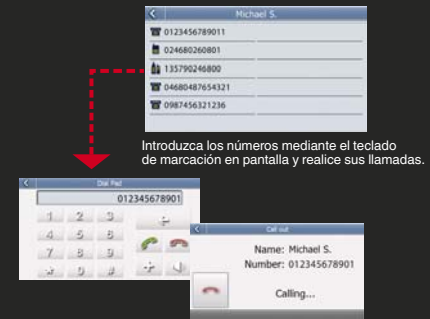 Michael S.
0123456789011
024680260801
135790246800
04680487654321
0987456321236
Introduzca los números mediante el teclado
de marcación en pantalla y realice sus llamadas.
Dial Pad
012345678901
1 2 3
4 5 6
7 8 9
* 0 #
Call out
Name: Michael S.
Number: 012345678901
Calling...